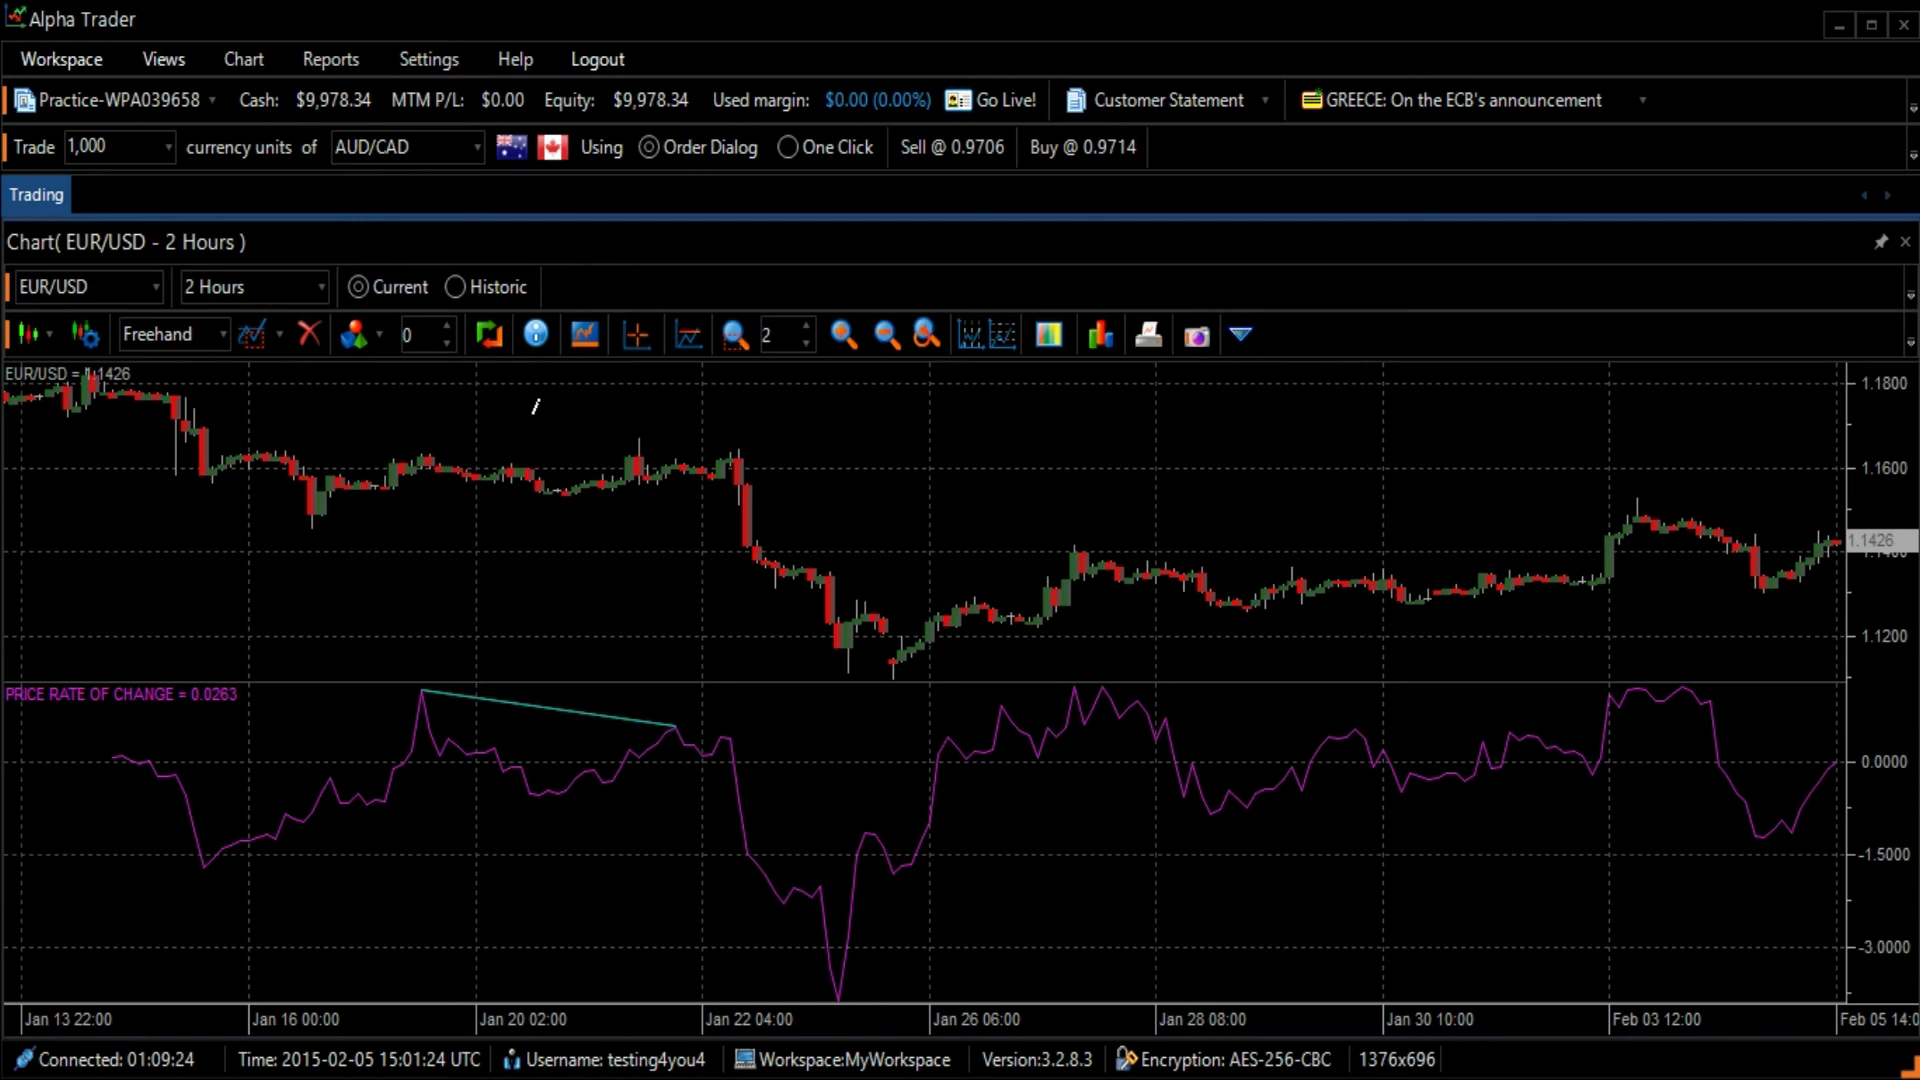 Alpha Trader
Workspace Views Chart Reports Settings Help Logout
Practice-WPA039658 Cash: $9,978.34 MTM P/L: $0.00 Equity: $9,978.34 Used margin: $0.00 (0.00%) Go Live! Customer Statement GREECE: On the ECB's announcement
Trade 1,000 currency units of AUD/CAD Using Order Dialog One Click Sell @ 0.9706 Buy @ 0.9714
Trading
Chart( EUR/USD - 2 Hours )
EUR/USD 2 Hours Current Historic
Freehand 0 2
EUR/USD = 1.1426
1.1800
1.1600
1.1426
1.1400
1.1200
PRICE RATE OF CHANGE = 0.0263
0.0000
-1.5000
-3.0000
Jan 13 22:00 Jan 16 00:00 Jan 20 02:00 Jan 22 04:00 Jan 26 06:00 Jan 28 08:00 Jan 30 10:00 Feb 03 12:00 Feb 05 14:0
Connected: 01:09:24 Time: 2015-02-05 15:01:24 UTC Username: testing4you4 Workspace:MyWorkspace Version:3.2.8.3 Encryption: AES-256-CBC 1376x696